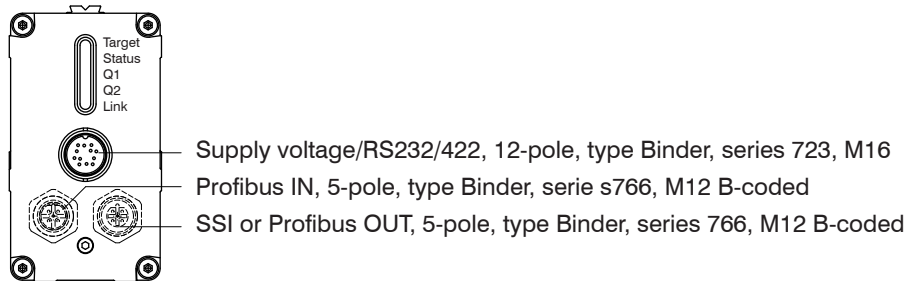 Target
Status
Q1
Q2
Link
Supply voltage/RS232/422, 12-pole, type Binder, series 723, M16
Profibus IN, 5-pole, type Binder, serie s766, M12 B-coded
SSI or Profibus OUT, 5-pole, type Binder, series 766, M12 B-coded